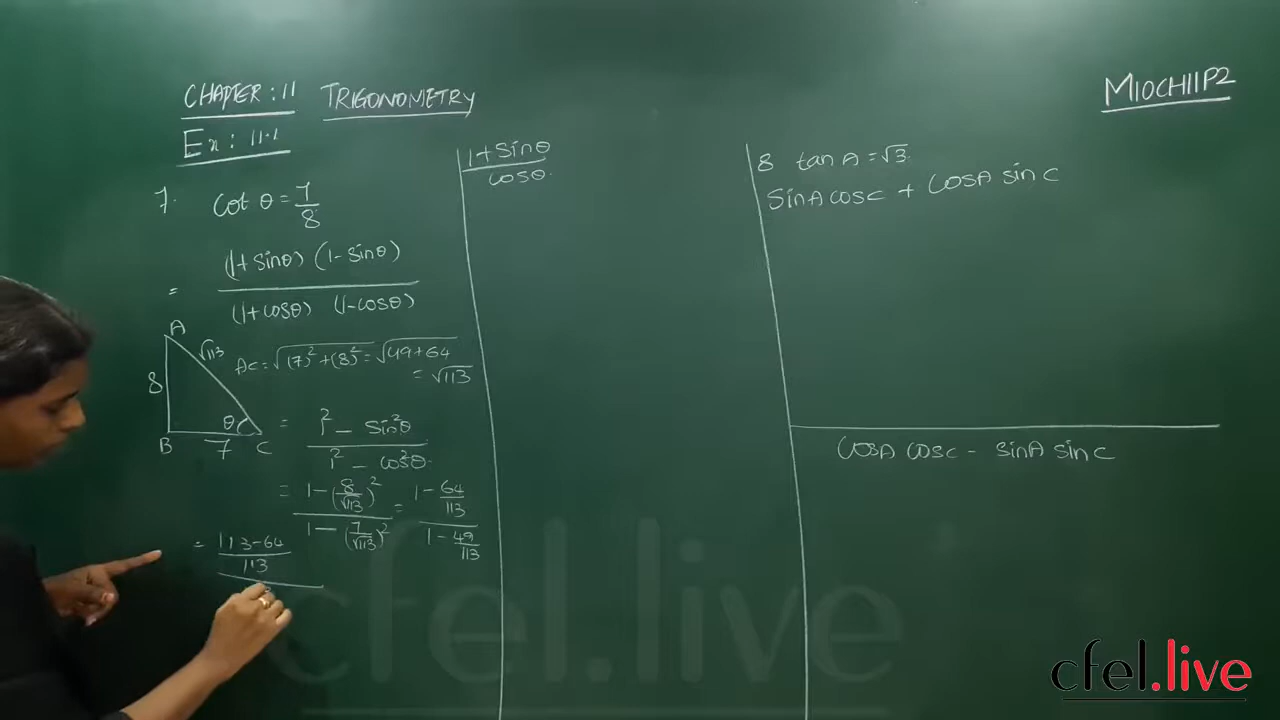 CHAPTER : 11 TRIGONOMETRY
Ex : 11.1
M10CH11P2
7. cot θ = 7/8
= (1+sinθ) (1-sinθ) / (1+cosθ) (1-cosθ)
A
8
√113
B 7 C
θ
AC = √(7)² + (8)² = √49+64
= √113
= 1² - sin²θ / 1² - cos²θ
= 1-(8/√113)² / 1-(7/√113)² = 1-64/113 / 1-49/113
= 113-64/113
1+sinθ / cosθ
8 tan A = √3
sinA cosC + cosA sin C
cosA cosC - sinA sinC
cfel.live
cfel.live